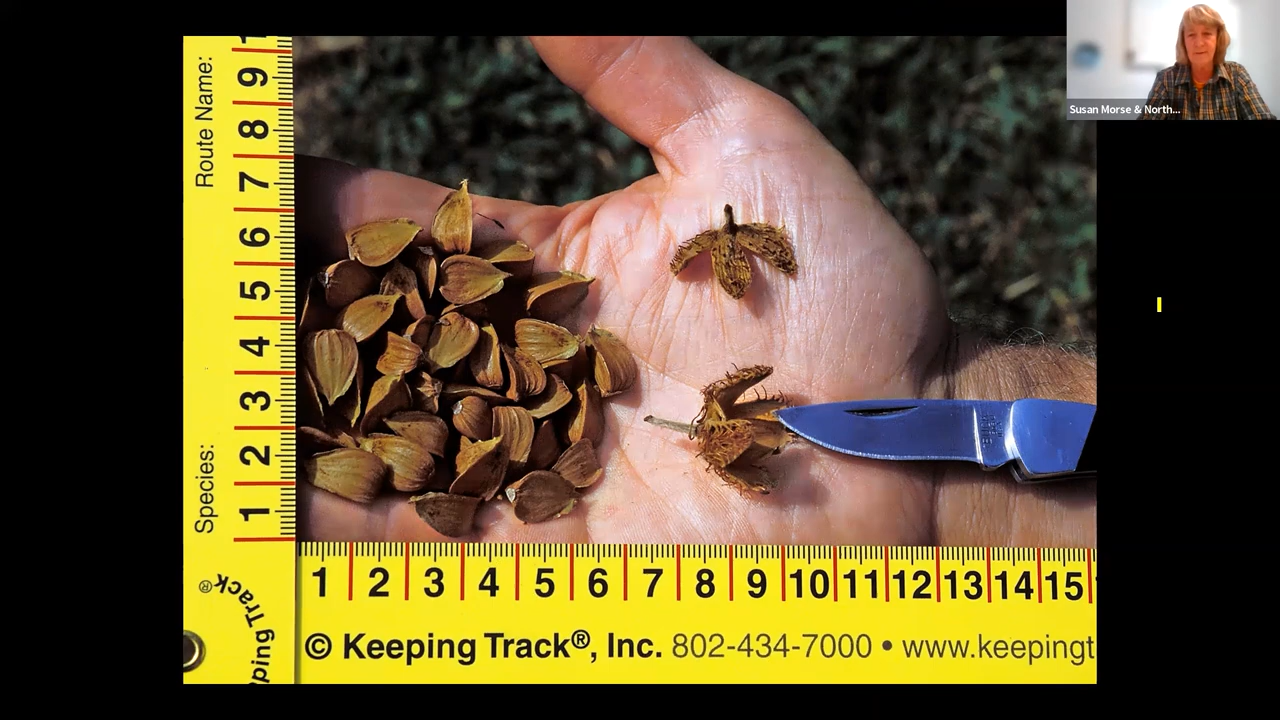 Susan Morse & North...
Route Name:
Species:
9
8
7
6
5
4
3
2
1
1 2 3 4 5 6 7 8 9 10 11 12 13 14 15
ping Track®
© Keeping Track®, Inc. 802-434-7000 • www.keepingt